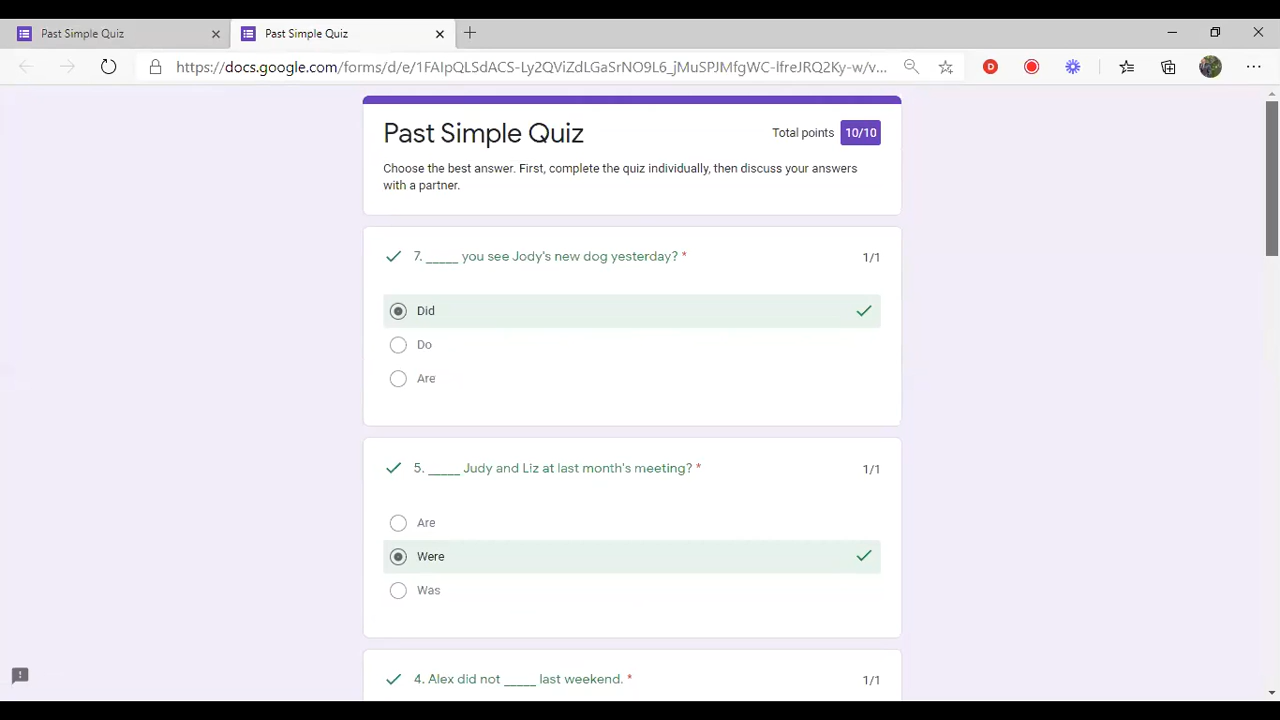 Past Simple Quiz
Past Simple Quiz
https://docs.google.com/forms/d/e/1FAIpQLSdACS-Ly2QViZdLGaSrNO9L6_jMuSPJMfgWC-lfreJRQ2Ky-w/v...
D
Past Simple Quiz
Total points 10/10
Choose the best answer. First, complete the quiz individually, then discuss your answers
with a partner.
7. _____ you see Jody's new dog yesterday? *
1/1
Did
Do
Are
5. _____ Judy and Liz at last month's meeting? *
1/1
Are
Were
Was
4. Alex did not _____ last weekend. *
1/1